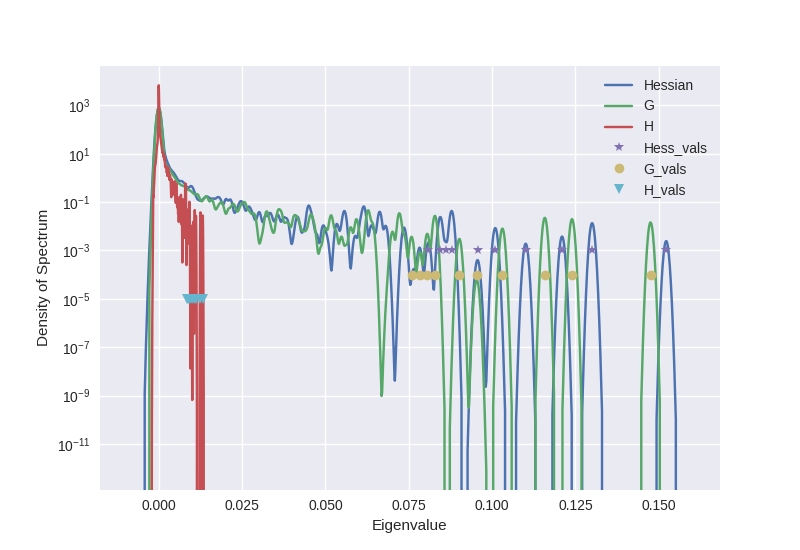 Hessian
G
H
Hess_vals
G_vals
H_vals
10³
10¹
10⁻¹
10⁻³
10⁻⁵
10⁻⁷
10⁻⁹
10⁻¹¹
Density of Spectrum
0.000 0.025 0.050 0.075 0.100 0.125 0.150
Eigenvalue